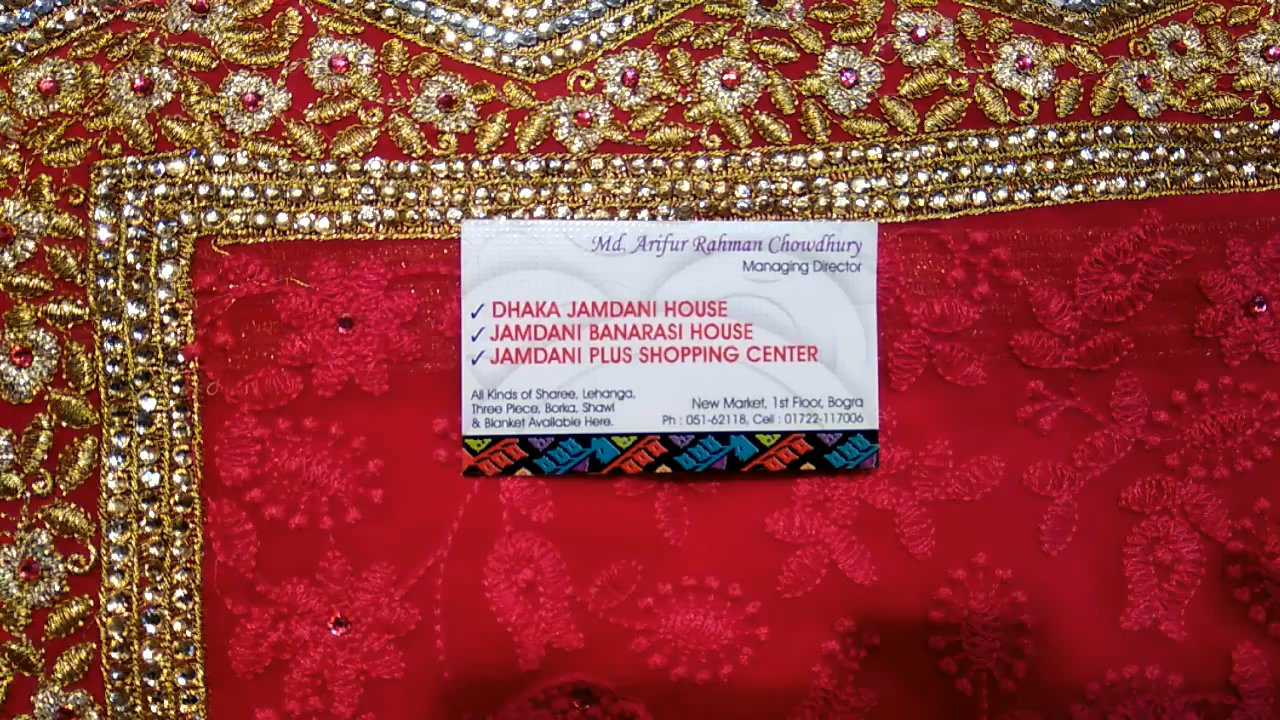 Md. Arifur Rahman Chowdhury
Managing Director
✓ DHAKA JAMDANI HOUSE
✓ JAMDANI BANARASI HOUSE
✓ JAMDANI PLUS SHOPPING CENTER
All Kinds of Sharee, Lehanga,
Three Piece, Borka, Shawl
& Blanket Available Here.
New Market, 1st Floor, Bogra
Ph : 051-62118, Cell : 01722-117006